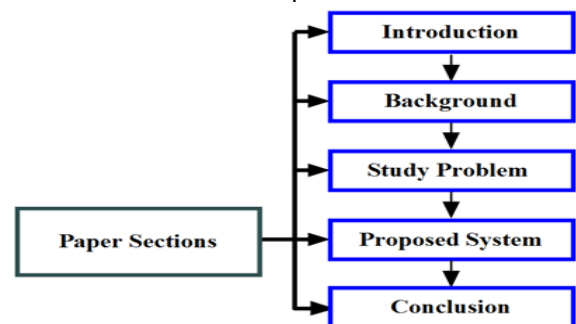 Introduction
Background
Study Problem
Paper Sections
Proposed System
Conclusion